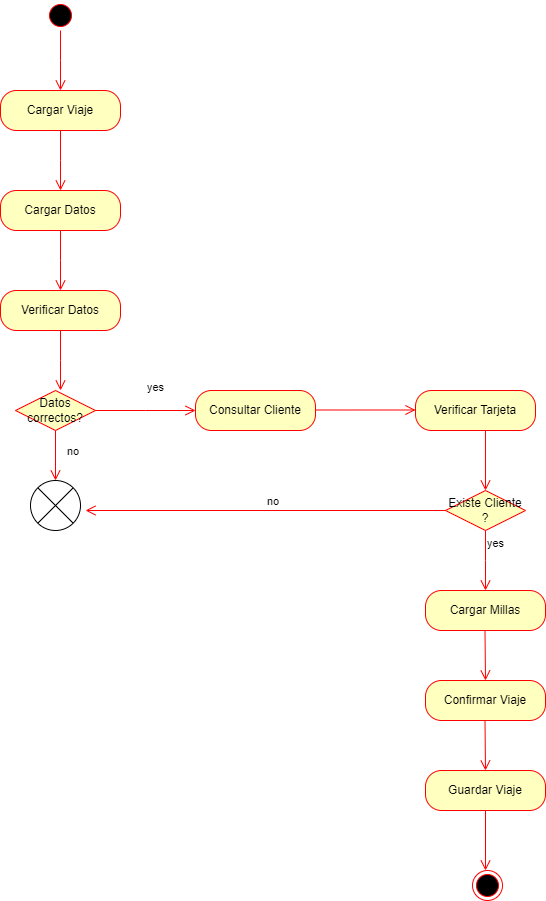 Cargar Viaje
Cargar Datos
Verificar Datos
Datos
correctos?
yes
Consultar Cliente
Verificar Tarjeta
no
Existe Cliente
?
no
yes
Cargar Millas
Confirmar Viaje
Guardar Viaje